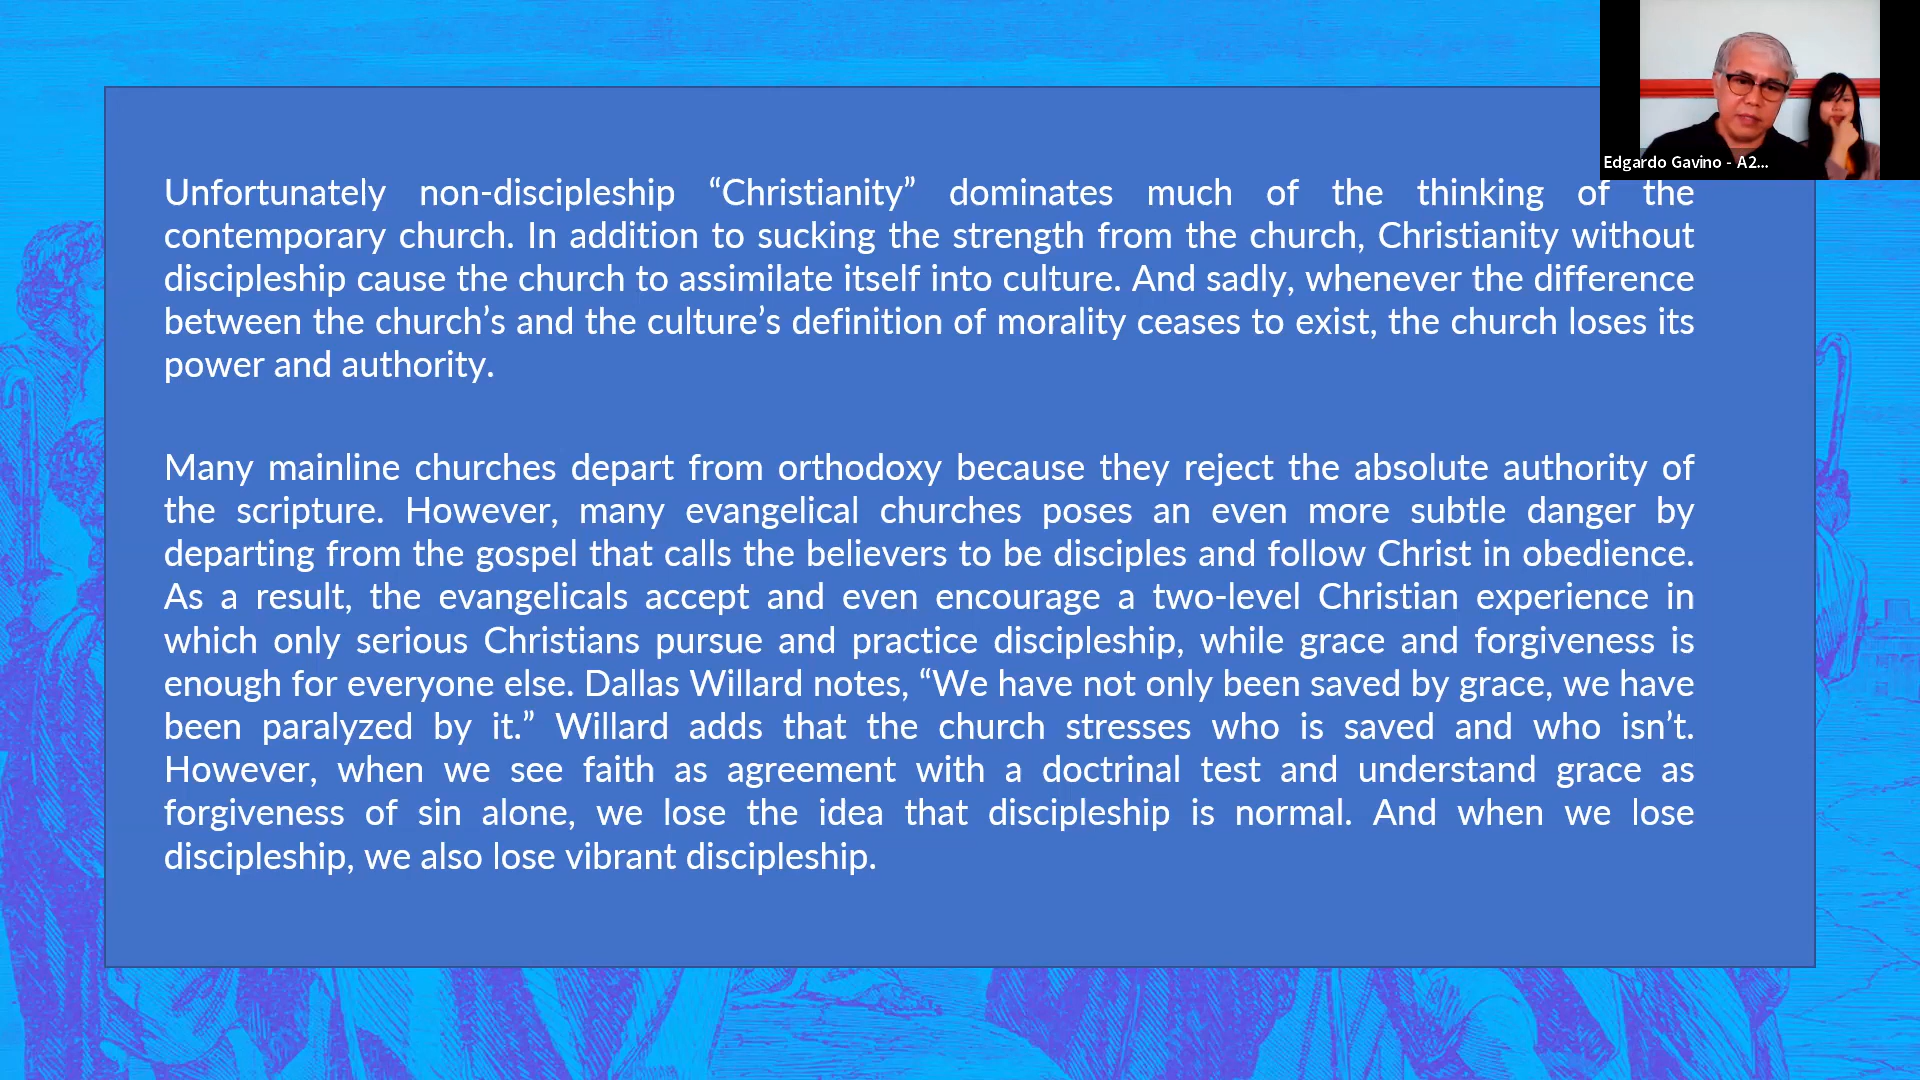 Edgardo Gavino - A2...
Unfortunately non-discipleship “Christianity” dominates much of the thinking of the
contemporary church. In addition to sucking the strength from the church, Christianity without
discipleship cause the church to assimilate itself into culture. And sadly, whenever the difference
between the church’s and the culture’s definition of morality ceases to exist, the church loses its
power and authority.
Many mainline churches depart from orthodoxy because they reject the absolute authority of
the scripture. However, many evangelical churches poses an even more subtle danger by
departing from the gospel that calls the believers to be disciples and follow Christ in obedience.
As a result, the evangelicals accept and even encourage a two-level Christian experience in
which only serious Christians pursue and practice discipleship, while grace and forgiveness is
enough for everyone else. Dallas Willard notes, “We have not only been saved by grace, we have
been paralyzed by it.” Willard adds that the church stresses who is saved and who isn’t.
However, when we see faith as agreement with a doctrinal test and understand grace as
forgiveness of sin alone, we lose the idea that discipleship is normal. And when we lose
discipleship, we also lose vibrant discipleship.